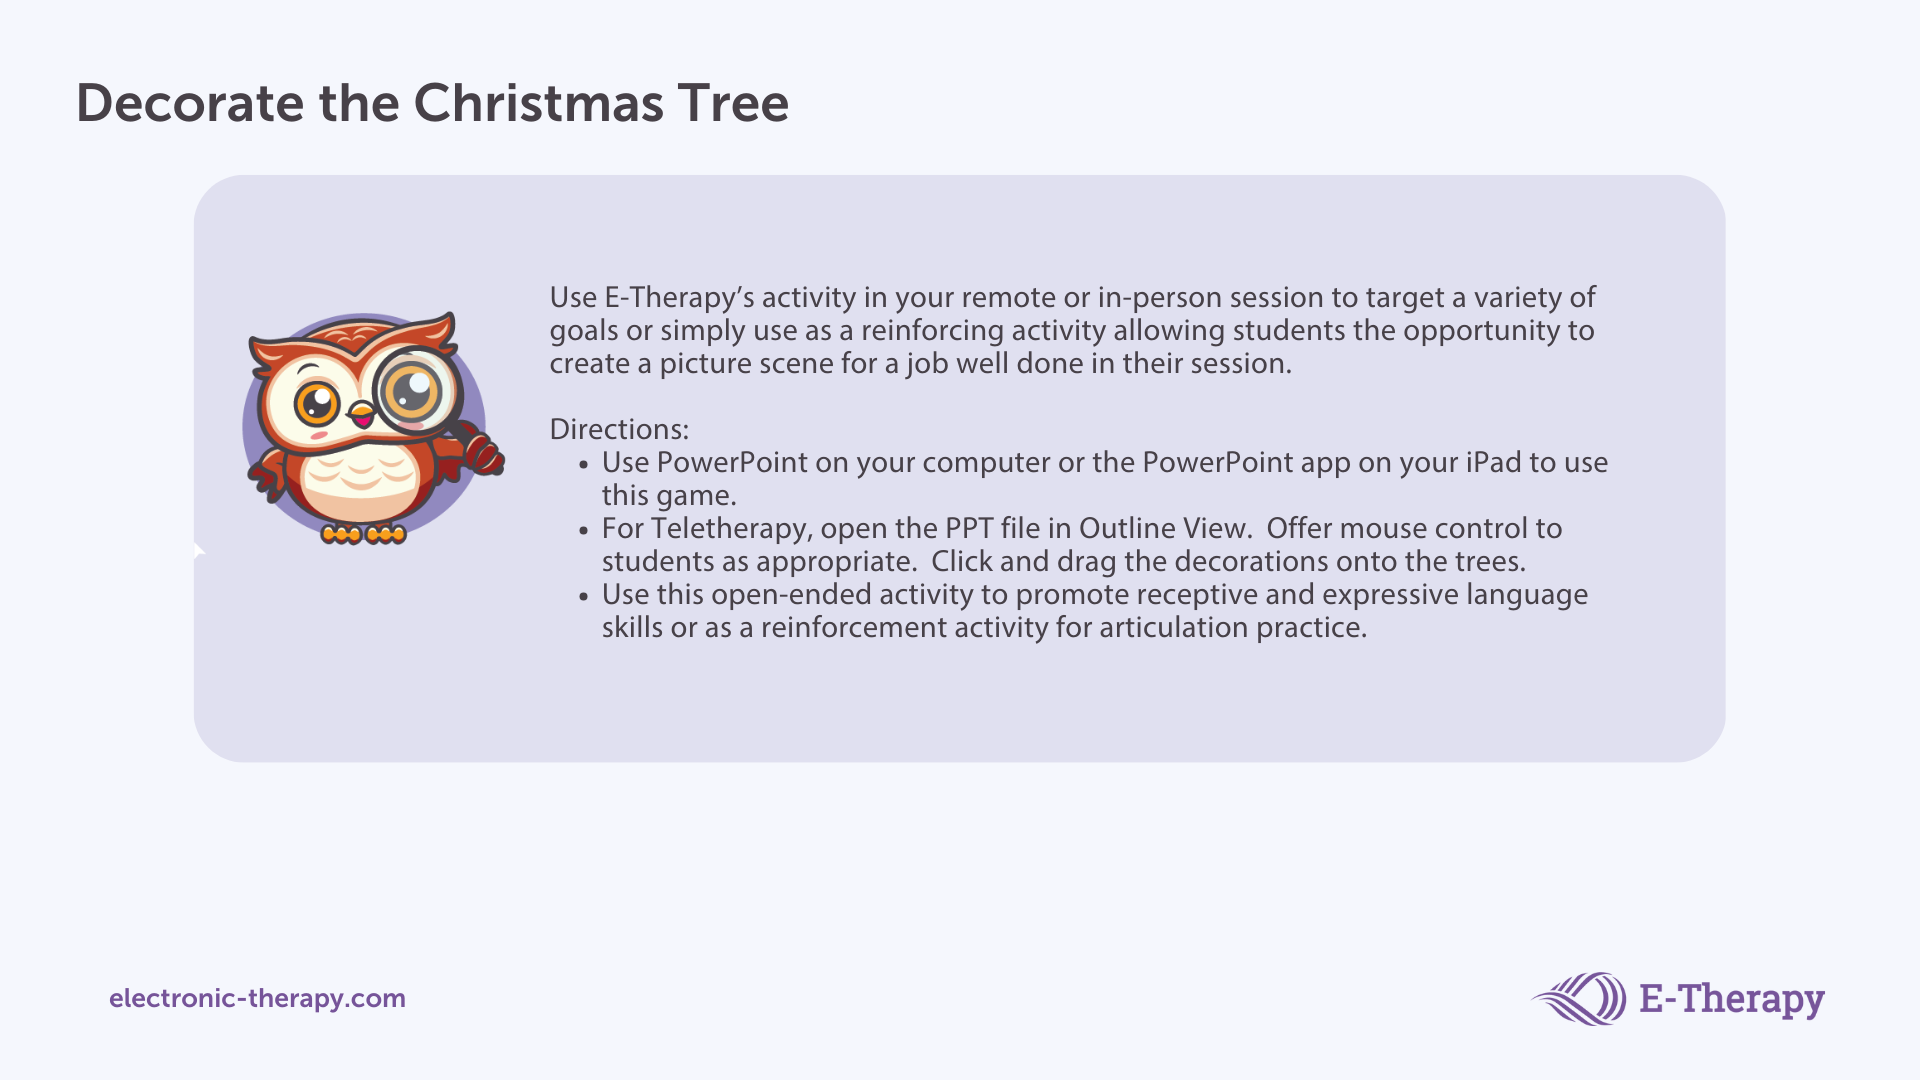 Decorate the Christmas Tree
Use E-Therapy’s activity in your remote or in-person session to target a variety of
goals or simply use as a reinforcing activity allowing students the opportunity to
create a picture scene for a job well done in their session.
Directions:
• Use PowerPoint on your computer or the PowerPoint app on your iPad to use
this game.
• For Teletherapy, open the PPT file in Outline View.  Offer mouse control to
students as appropriate.  Click and drag the decorations onto the trees.
• Use this open-ended activity to promote receptive and expressive language
skills or as a reinforcement activity for articulation practice.
electronic-therapy.com
E-Therapy